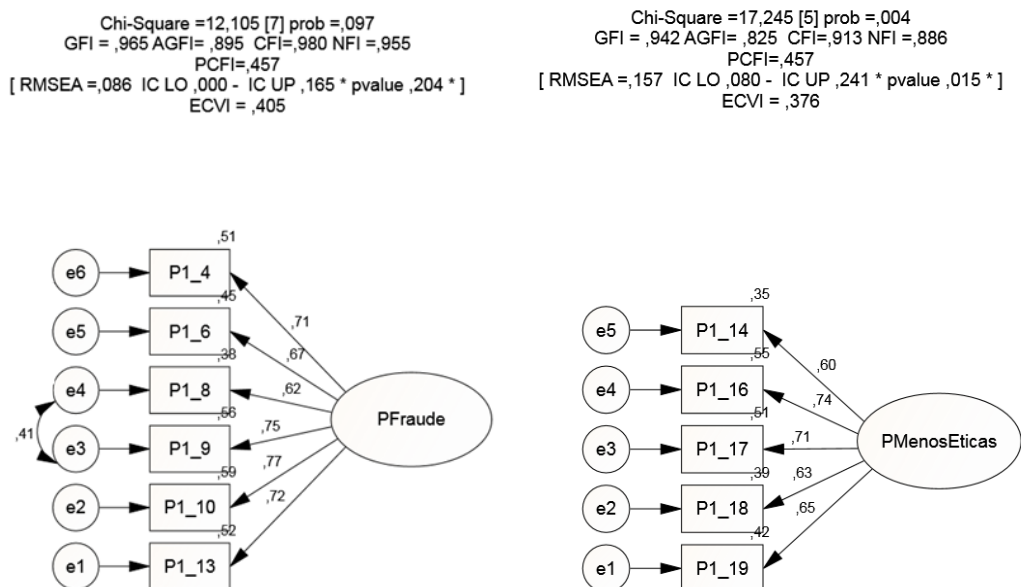 Chi-Square =12,105 [7] prob =,097
GFI = ,965 AGFI= ,895  CFI=,980 NFI =,955
PCFI=,457
[ RMSEA =,086  IC LO ,000 -  IC UP ,165 * pvalue ,204 * ]
ECVI = ,405
Chi-Square =17,245 [5] prob =,004
GFI = ,942 AGFI= ,825  CFI=,913 NFI =,886
PCFI=,457
[ RMSEA =,157  IC LO ,080 -  IC UP ,241 * pvalue ,015 * ]
ECVI = ,376
,51
e6 P1_4
,45
,71
e5 P1_6
,67
,38
e4 P1_8
,62
,56
PFraude
,41
,75
e3 P1_9
,77
,59
e2 P1_10
,72
,52
e1 P1_13
,35
e5 P1_14
,55
,60
e4 P1_16
,74
,51
,71
e3 P1_17
PMenosEticas
,39
,63
e2 P1_18
,65
,42
e1 P1_19